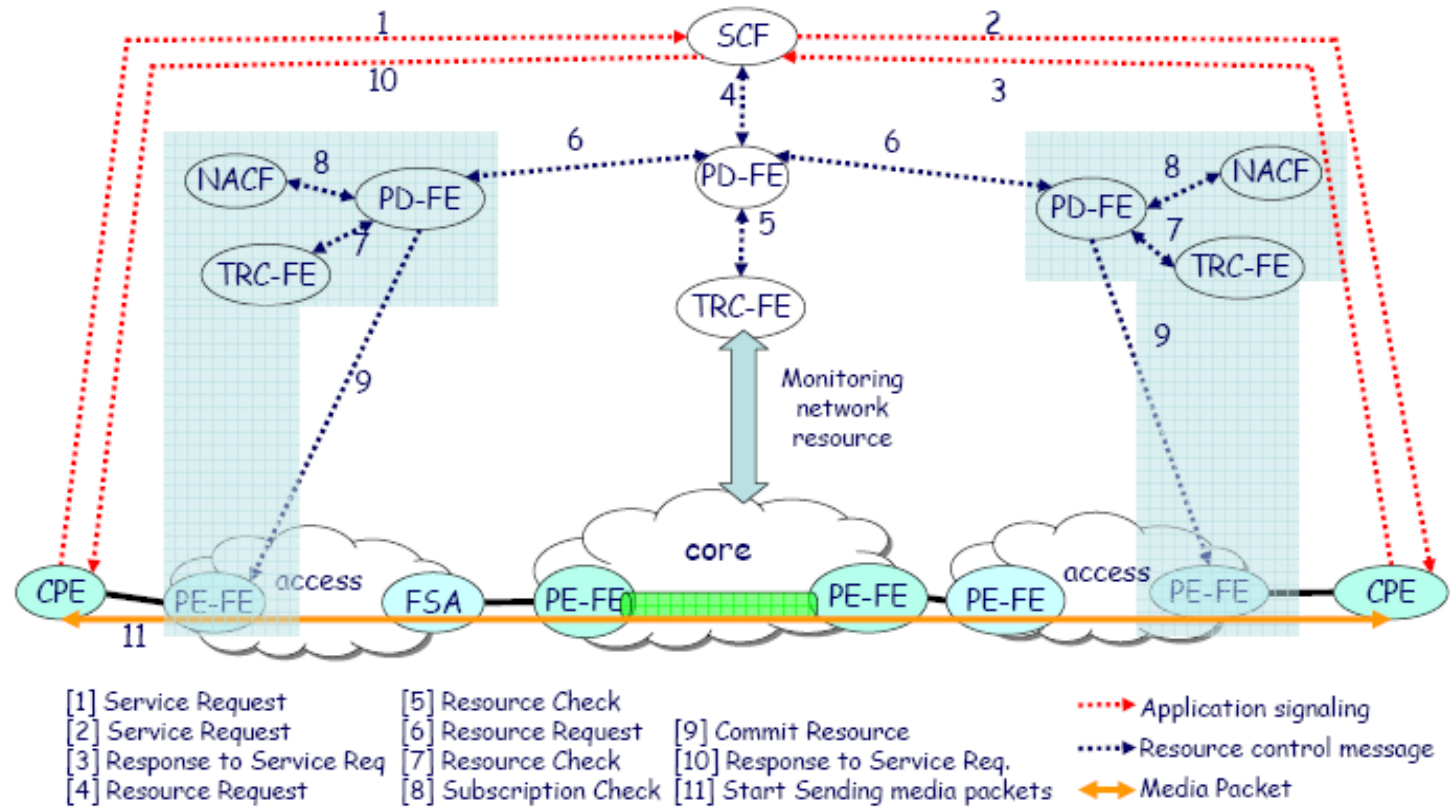 1
SCF
2
10
4
3
6
6
NACF
8
PD-FE
PD-FE
8
NACF
PD-FE
7
5
7
TRC-FE
TRC-FE
TRC-FE
9
Monitoring
network
resource
9
core
access
access
CPE
PE-FE
FSA
PE-FE
PE-FE
PE-FE
PE-FE
CPE
11
[1] Service Request
[2] Service Request
[3] Response to Service Req
[4] Resource Request
[5] Resource Check
[6] Resource Request
[7] Resource Check
[8] Subscription Check
[9] Commit Resource
[10] Response to Service Req.
[11] Start Sending media packets
Application signaling
Resource control message
Media Packet